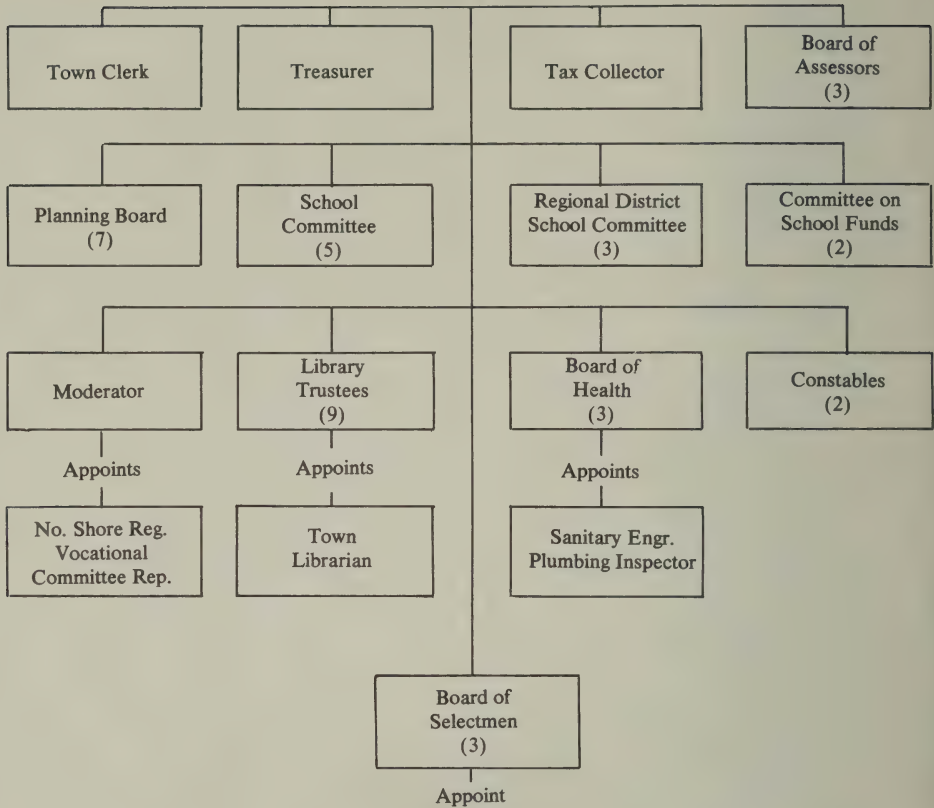 Town Clerk
Treasurer
Tax Collector
Board of
Assessors
(3)
Planning Board
(7)
School
Committee
(5)
Regional District
School Committee
(3)
Committee on
School Funds
(2)
Moderator
Library
Trustees
(9)
Board of
Health
(3)
Constables
(2)
Appoints
Appoints
Appoints
No. Shore Reg.
Vocational
Committee Rep.
Town
Librarian
Sanitary Engr.
Plumbing Inspector
Board of
Selectmen
(3)
Appoint